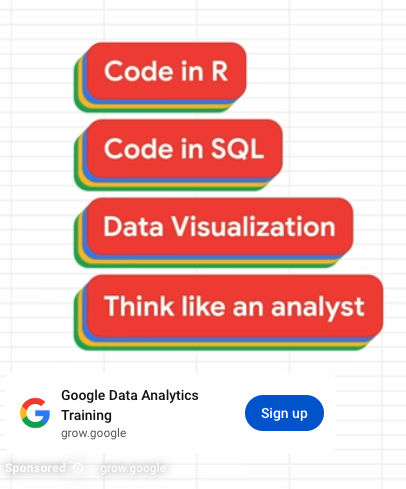 Code in R
Code in SQL
Data Visualization
Think like an analyst
Google Data Analytics
Training
grow.google
Sign up
Sponsored grow.google